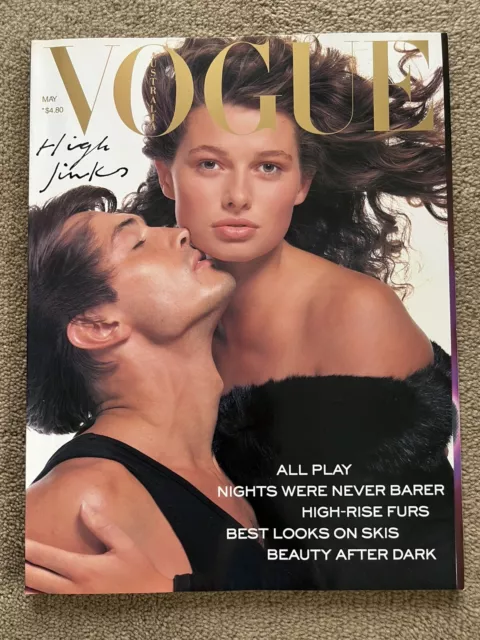 VOGUE
AUSTRALIA
MAY
*$4.80
High
Jinks
ALL PLAY
NIGHTS WERE NEVER BARER
HIGH-RISE FURS
BEST LOOKS ON SKIS
BEAUTY AFTER DARK